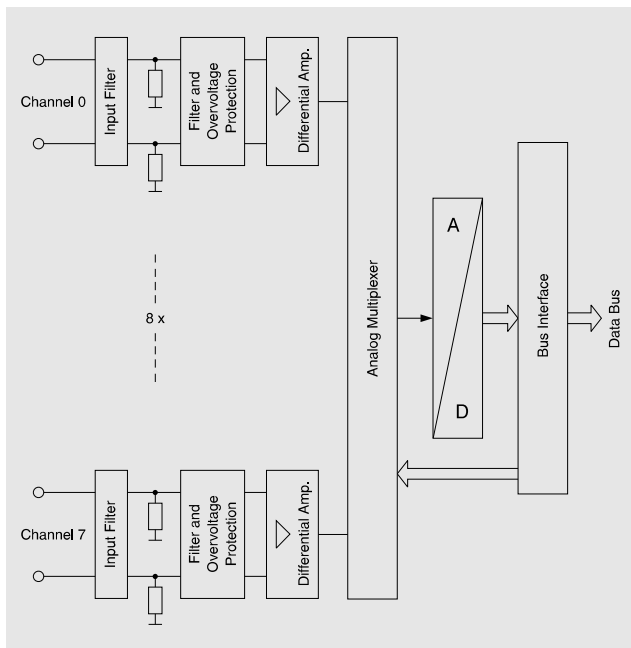 Channel 0
Input Filter
Filter and
Overvoltage
Protection
Differential Amp.
8 x
Analog Multiplexer
A
D
Bus Interface
Data Bus
Channel 7
Input Filter
Filter and
Overvoltage
Protection
Differential Amp.